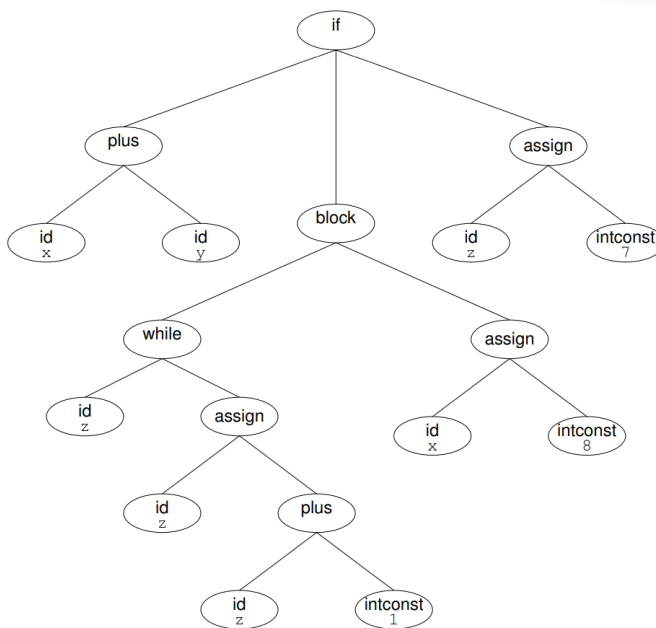 if
plus
assign
block
id
x
id
y
id
z
intconst
7
while
assign
id
z
assign
id
x
intconst
8
id
z
plus
id
z
intconst
1